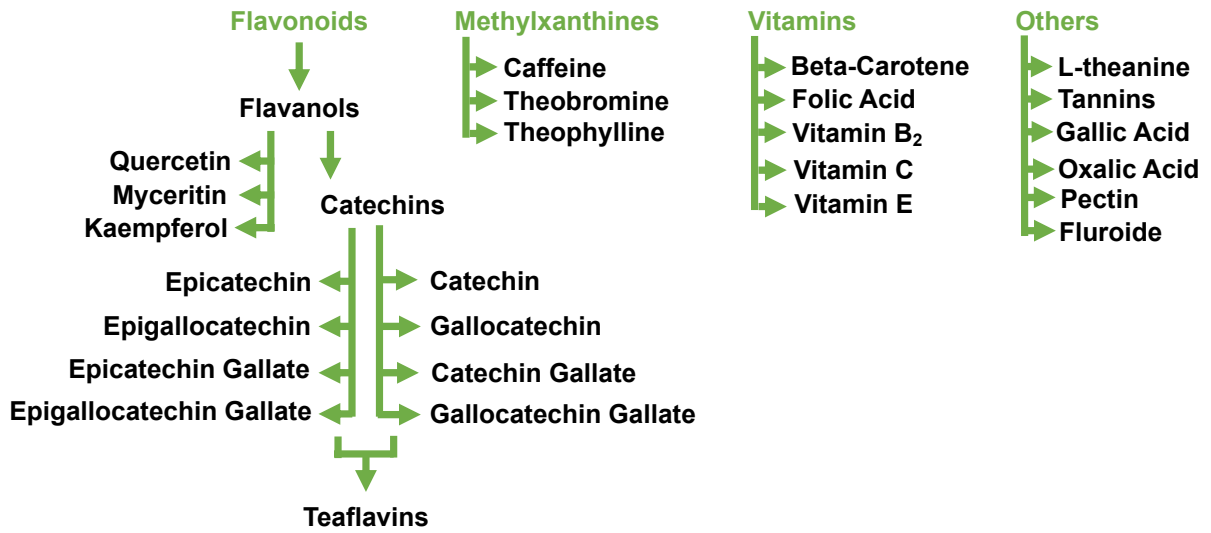 Flavonoids
Flavanols
Quercetin
Myceritin
Kaempferol
Catechins
Epicatechin
Epigallocatechin
Epicatechin Gallate
Epigallocatechin Gallate
Catechin
Gallocatechin
Catechin Gallate
Gallocatechin Gallate
Teaflavins
Methylxanthines
Caffeine
Theobromine
Theophylline
Vitamins
Beta-Carotene
Folic Acid
Vitamin B₂
Vitamin C
Vitamin E
Others
L-theanine
Tannins
Gallic Acid
Oxalic Acid
Pectin
Fluroide